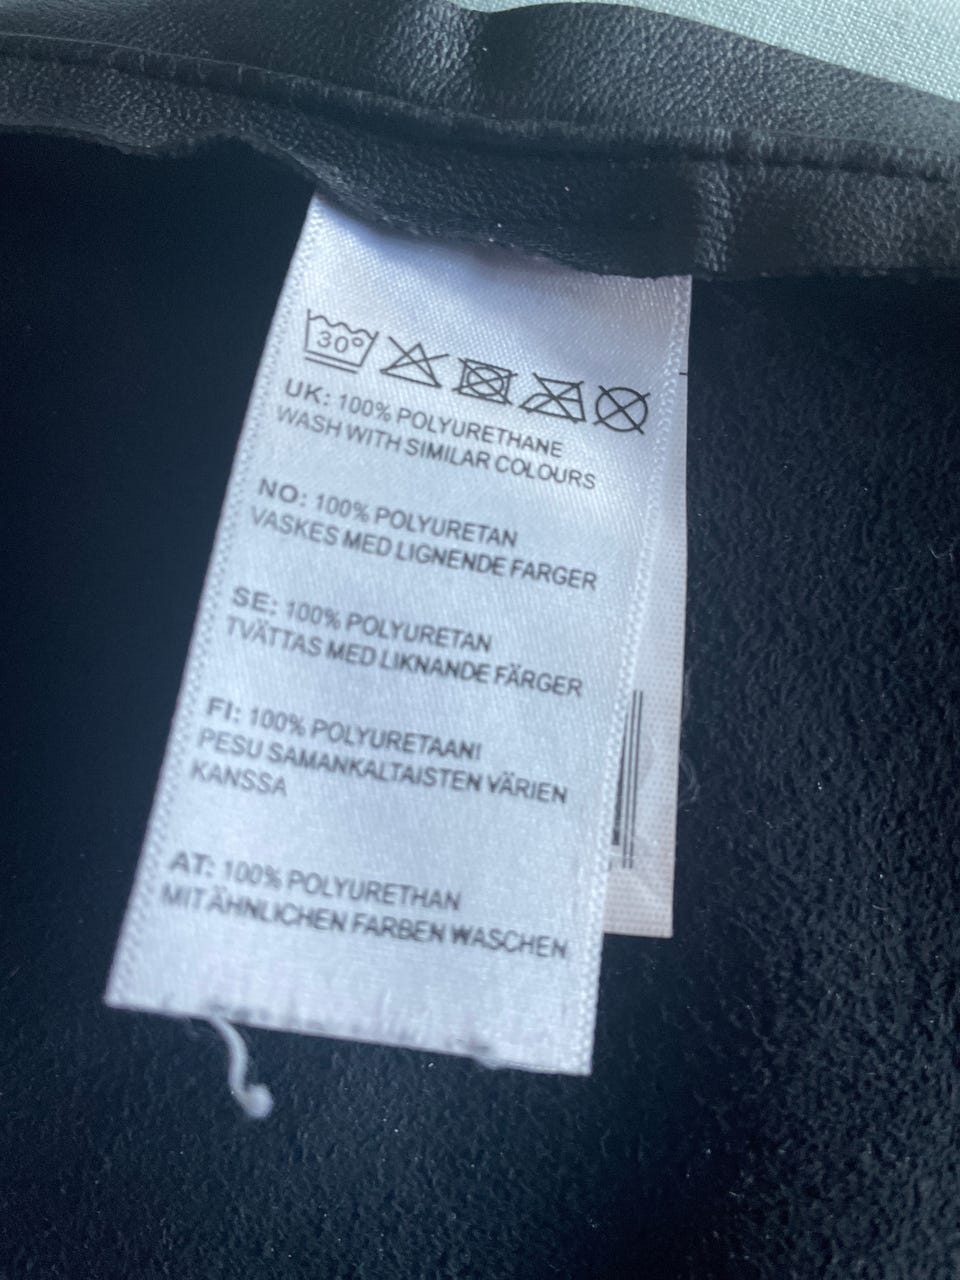 30°
UK: 100% POLYURETHANE
WASH WITH SIMILAR COLOURS
NO: 100% POLYURETAN
VASKES MED LIGNENDE FARGER
SE: 100% POLYURETAN
TVÄTTAS MED LIKNANDE FÄRGER
FI: 100% POLYURETAANI
PESU SAMANKALTAISTEN VÄRIEN
KANSSA
AT: 100% POLYURETHAN
MIT ÄHNLICHEN FARBEN WASCHEN